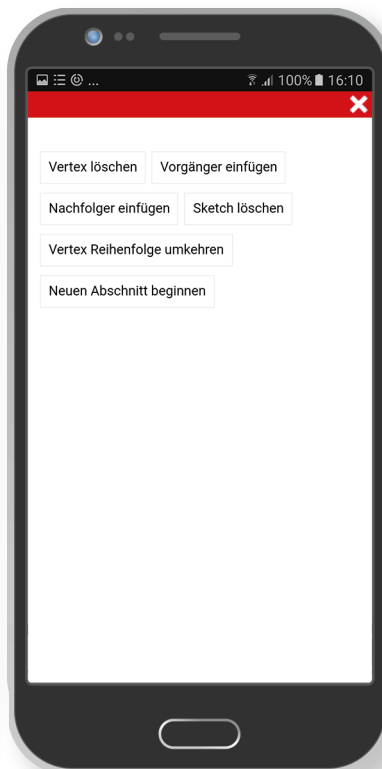 ... 100% 16:10
Vertex löschen Vorgänger einfügen
Nachfolger einfügen Sketch löschen
Vertex Reihenfolge umkehren
Neuen Abschnitt beginnen